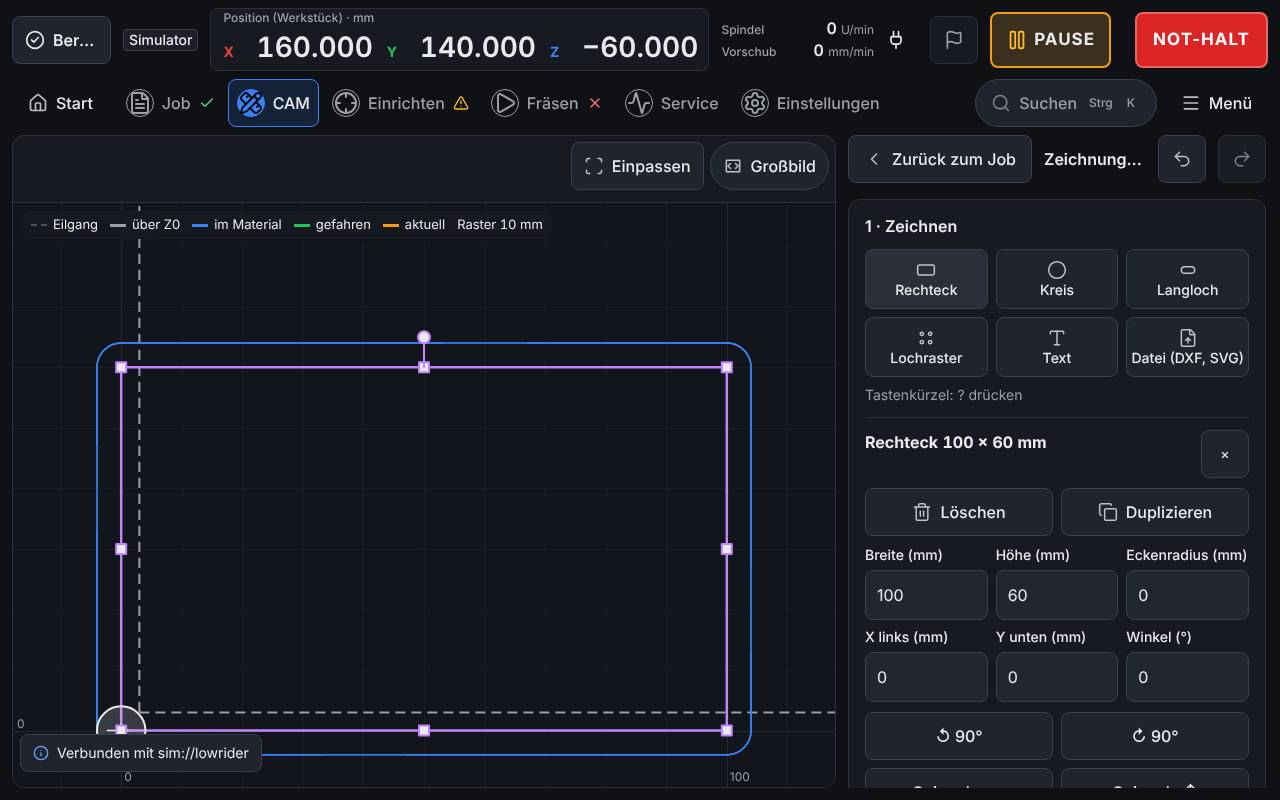 Ber...
Simulator
Position (Werkstück) · mm
X 160.000 Y 140.000 Z −60.000
Spindel 0 U/min
Vorschub 0 mm/min
PAUSE
NOT-HALT
Start
Job
CAM
Einrichten
Fräsen
Service
Einstellungen
Suchen Strg K
Menü
Einpassen
Großbild
Zurück zum Job
Zeichnung...
Eilgang
über Z0
im Material
gefahren
aktuell
Raster 10 mm
1 · Zeichnen
Rechteck
Kreis
Langloch
Lochraster
Text
Datei (DXF, SVG)
Tastenkürzel: ? drücken
Rechteck 100 × 60 mm
×
Löschen
Duplizieren
Breite (mm) Höhe (mm) Eckenradius (mm)
100 60 0
X links (mm) Y unten (mm) Winkel (°)
0 0 0
90° 90°
0
Verbunden mit sim://lowrider
0 100